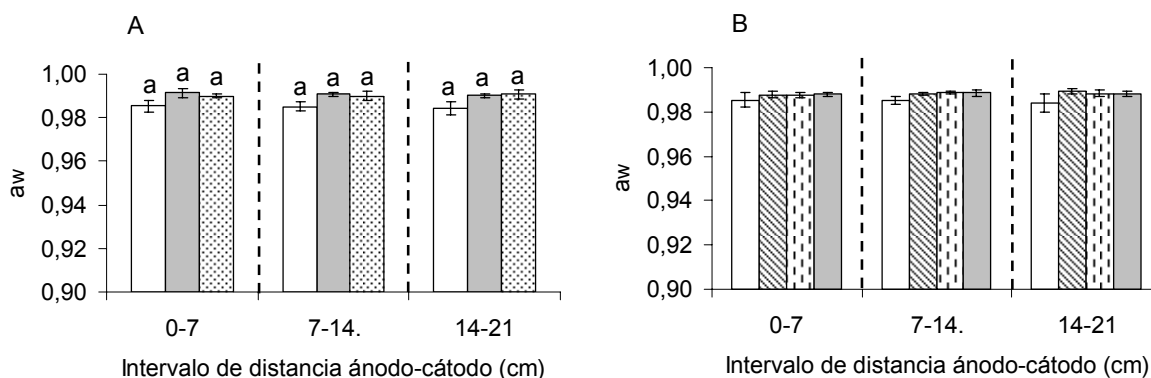 A
1,00
0,98
0,96
0,94
0,92
0,90
aw
a a a a a a a a a
0-7 7-14. 14-21
Intervalo de distancia ánodo-cátodo (cm)
B
1,00
0,98
0,96
0,94
0,92
0,90
aw
0-7 7-14. 14-21
Intervalo de distancia ánodo-cátodo (cm)